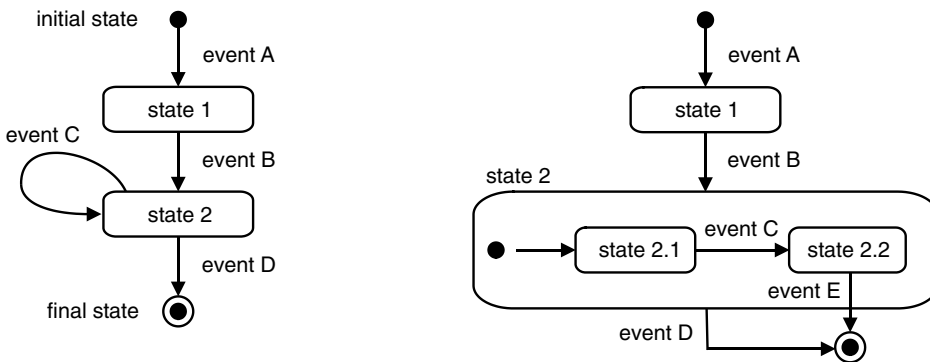 initial state
event A
state 1
event C
event B
state 2
event D
final state
event A
state 1
event B
state 2
event C
state 2.1
state 2.2
event E
event D